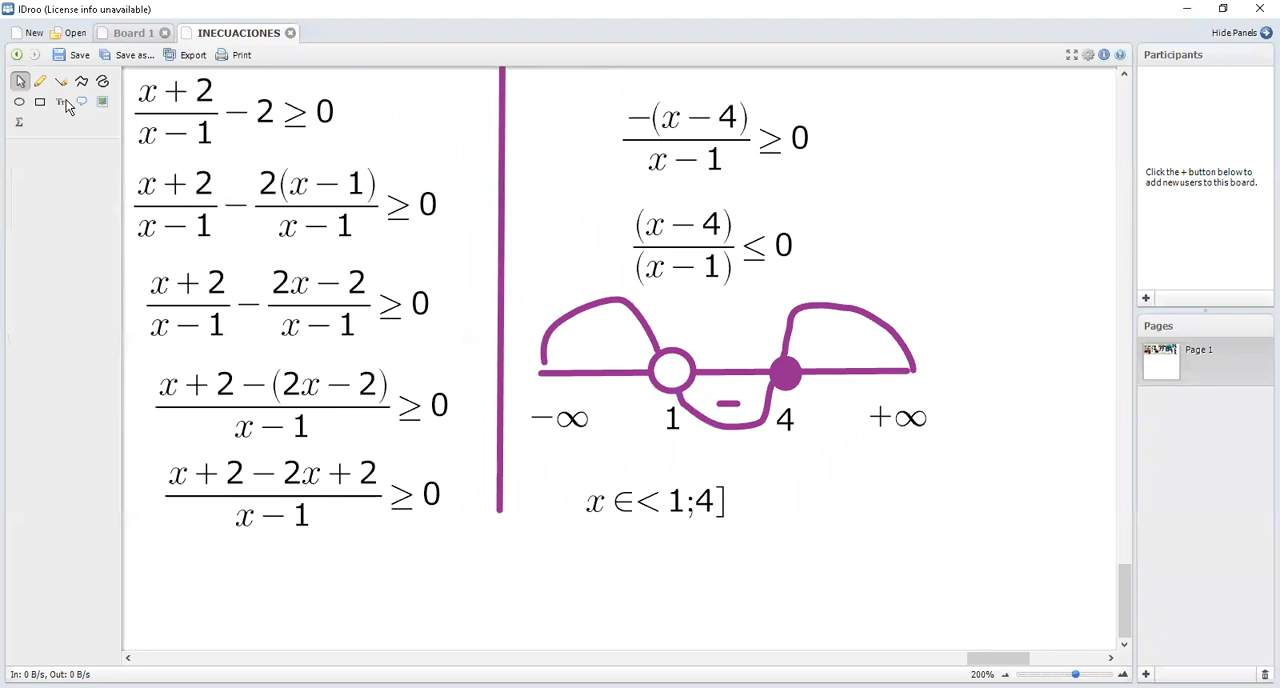 IDroo (License info unavailable)
New Open Board 1 INECUACIONES Hide Panels
Save Save as... Export Print
x + 2 / x − 1 − 2 ≥ 0
x + 2 / x − 1 − 2(x − 1) / x − 1 ≥ 0
x + 2 / x − 1 − 2x − 2 / x − 1 ≥ 0
x + 2 − (2x − 2) / x − 1 ≥ 0
x + 2 − 2x + 2 / x − 1 ≥ 0
−(x − 4) / x − 1 ≥ 0
(x − 4) / (x − 1) ≤ 0
−
−∞ 1 4 +∞
x ∈< 1;4]
Participants
Click the + button below to
add new users to this board.
Pages
Page 1
In: 0 B/s, Out: 0 B/s
200%